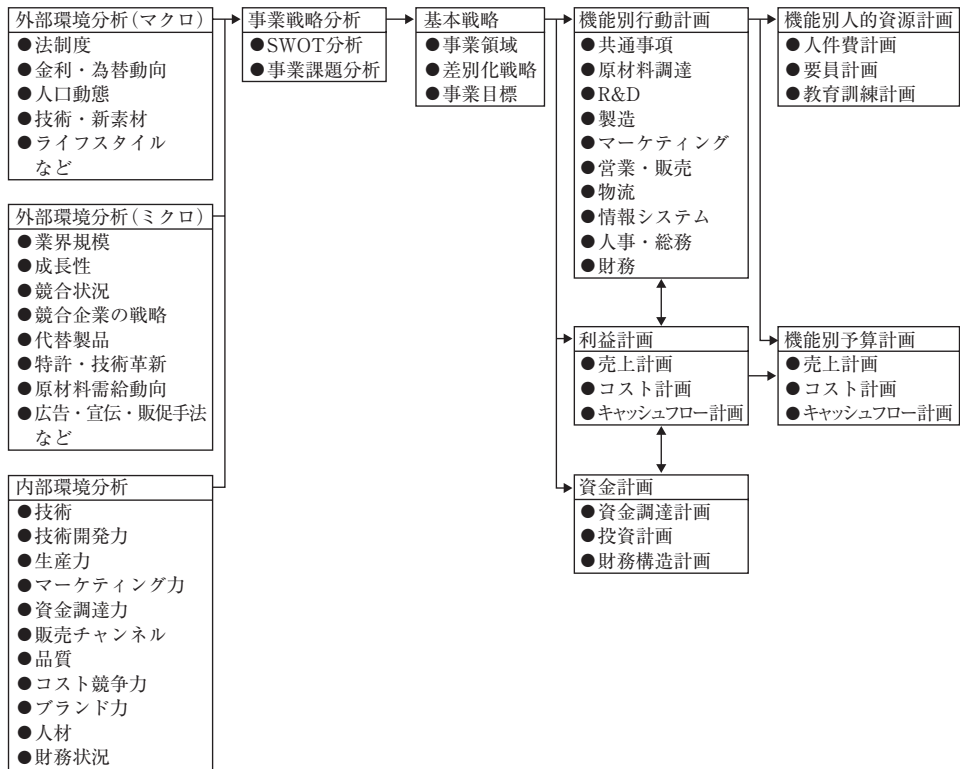 外部環境分析(マクロ)
●法制度
●金利・為替動向
●人口動態
●技術・新素材
●ライフスタイル
など
外部環境分析(ミクロ)
●業界規模
●成長性
●競合状況
●競合企業の戦略
●代替製品
●特許・技術革新
●原材料需給動向
●広告・宣伝・販促手法
など
内部環境分析
●技術
●技術開発力
●生産力
●マーケティング力
●資金調達力
●販売チャンネル
●品質
●コスト競争力
●ブランド力
●人材
●財務状況
事業戦略分析
●SWOT分析
●事業課題分析
基本戦略
●事業領域
●差別化戦略
●事業目標
機能別行動計画
●共通事項
●原材料調達
●R&D
●製造
●マーケティング
●営業・販売
●物流
●情報システム
●人事・総務
●財務
利益計画
●売上計画
●コスト計画
●キャッシュフロー計画
資金計画
●資金調達計画
●投資計画
●財務構造計画
機能別人的資源計画
●人件費計画
●要員計画
●教育訓練計画
機能別予算計画
●売上計画
●コスト計画
●キャッシュフロー計画